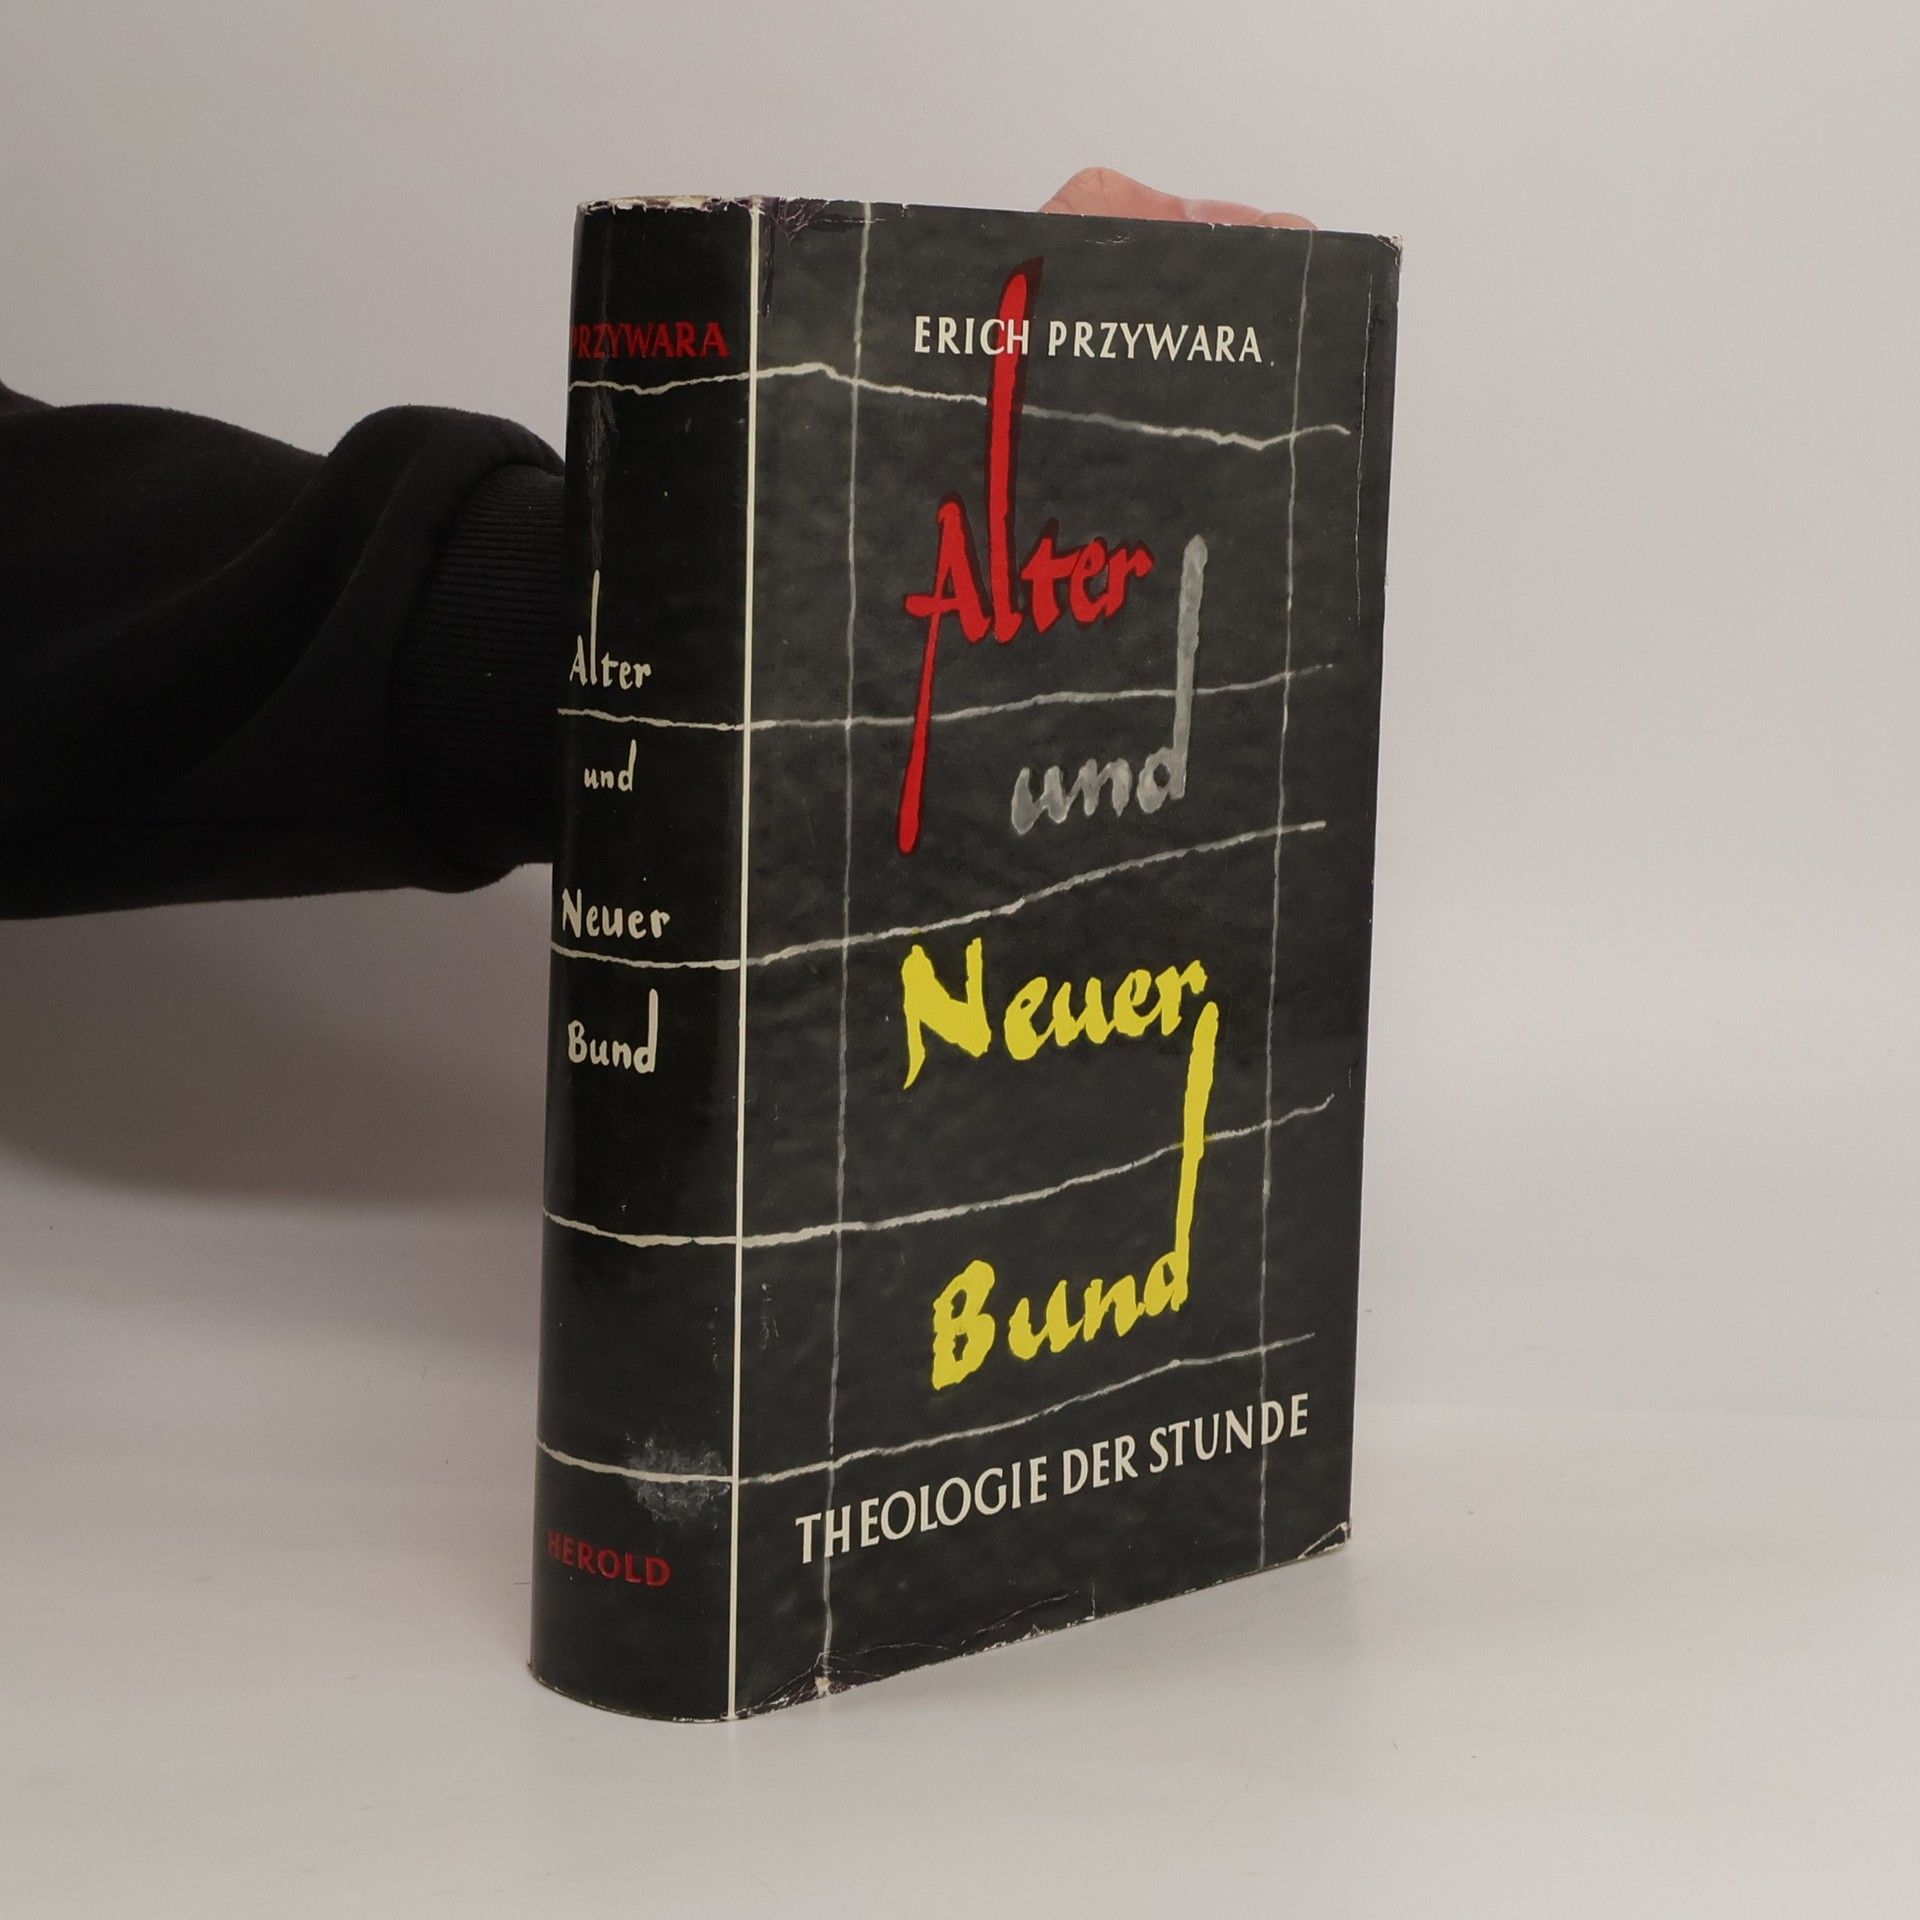 PRZYWARA
Alter
und
Neuer
Bund
HEROLD
ERICH PRZYWARA
Alter
und
Neuer
Bund
THEOLOGIE DER STUNDE